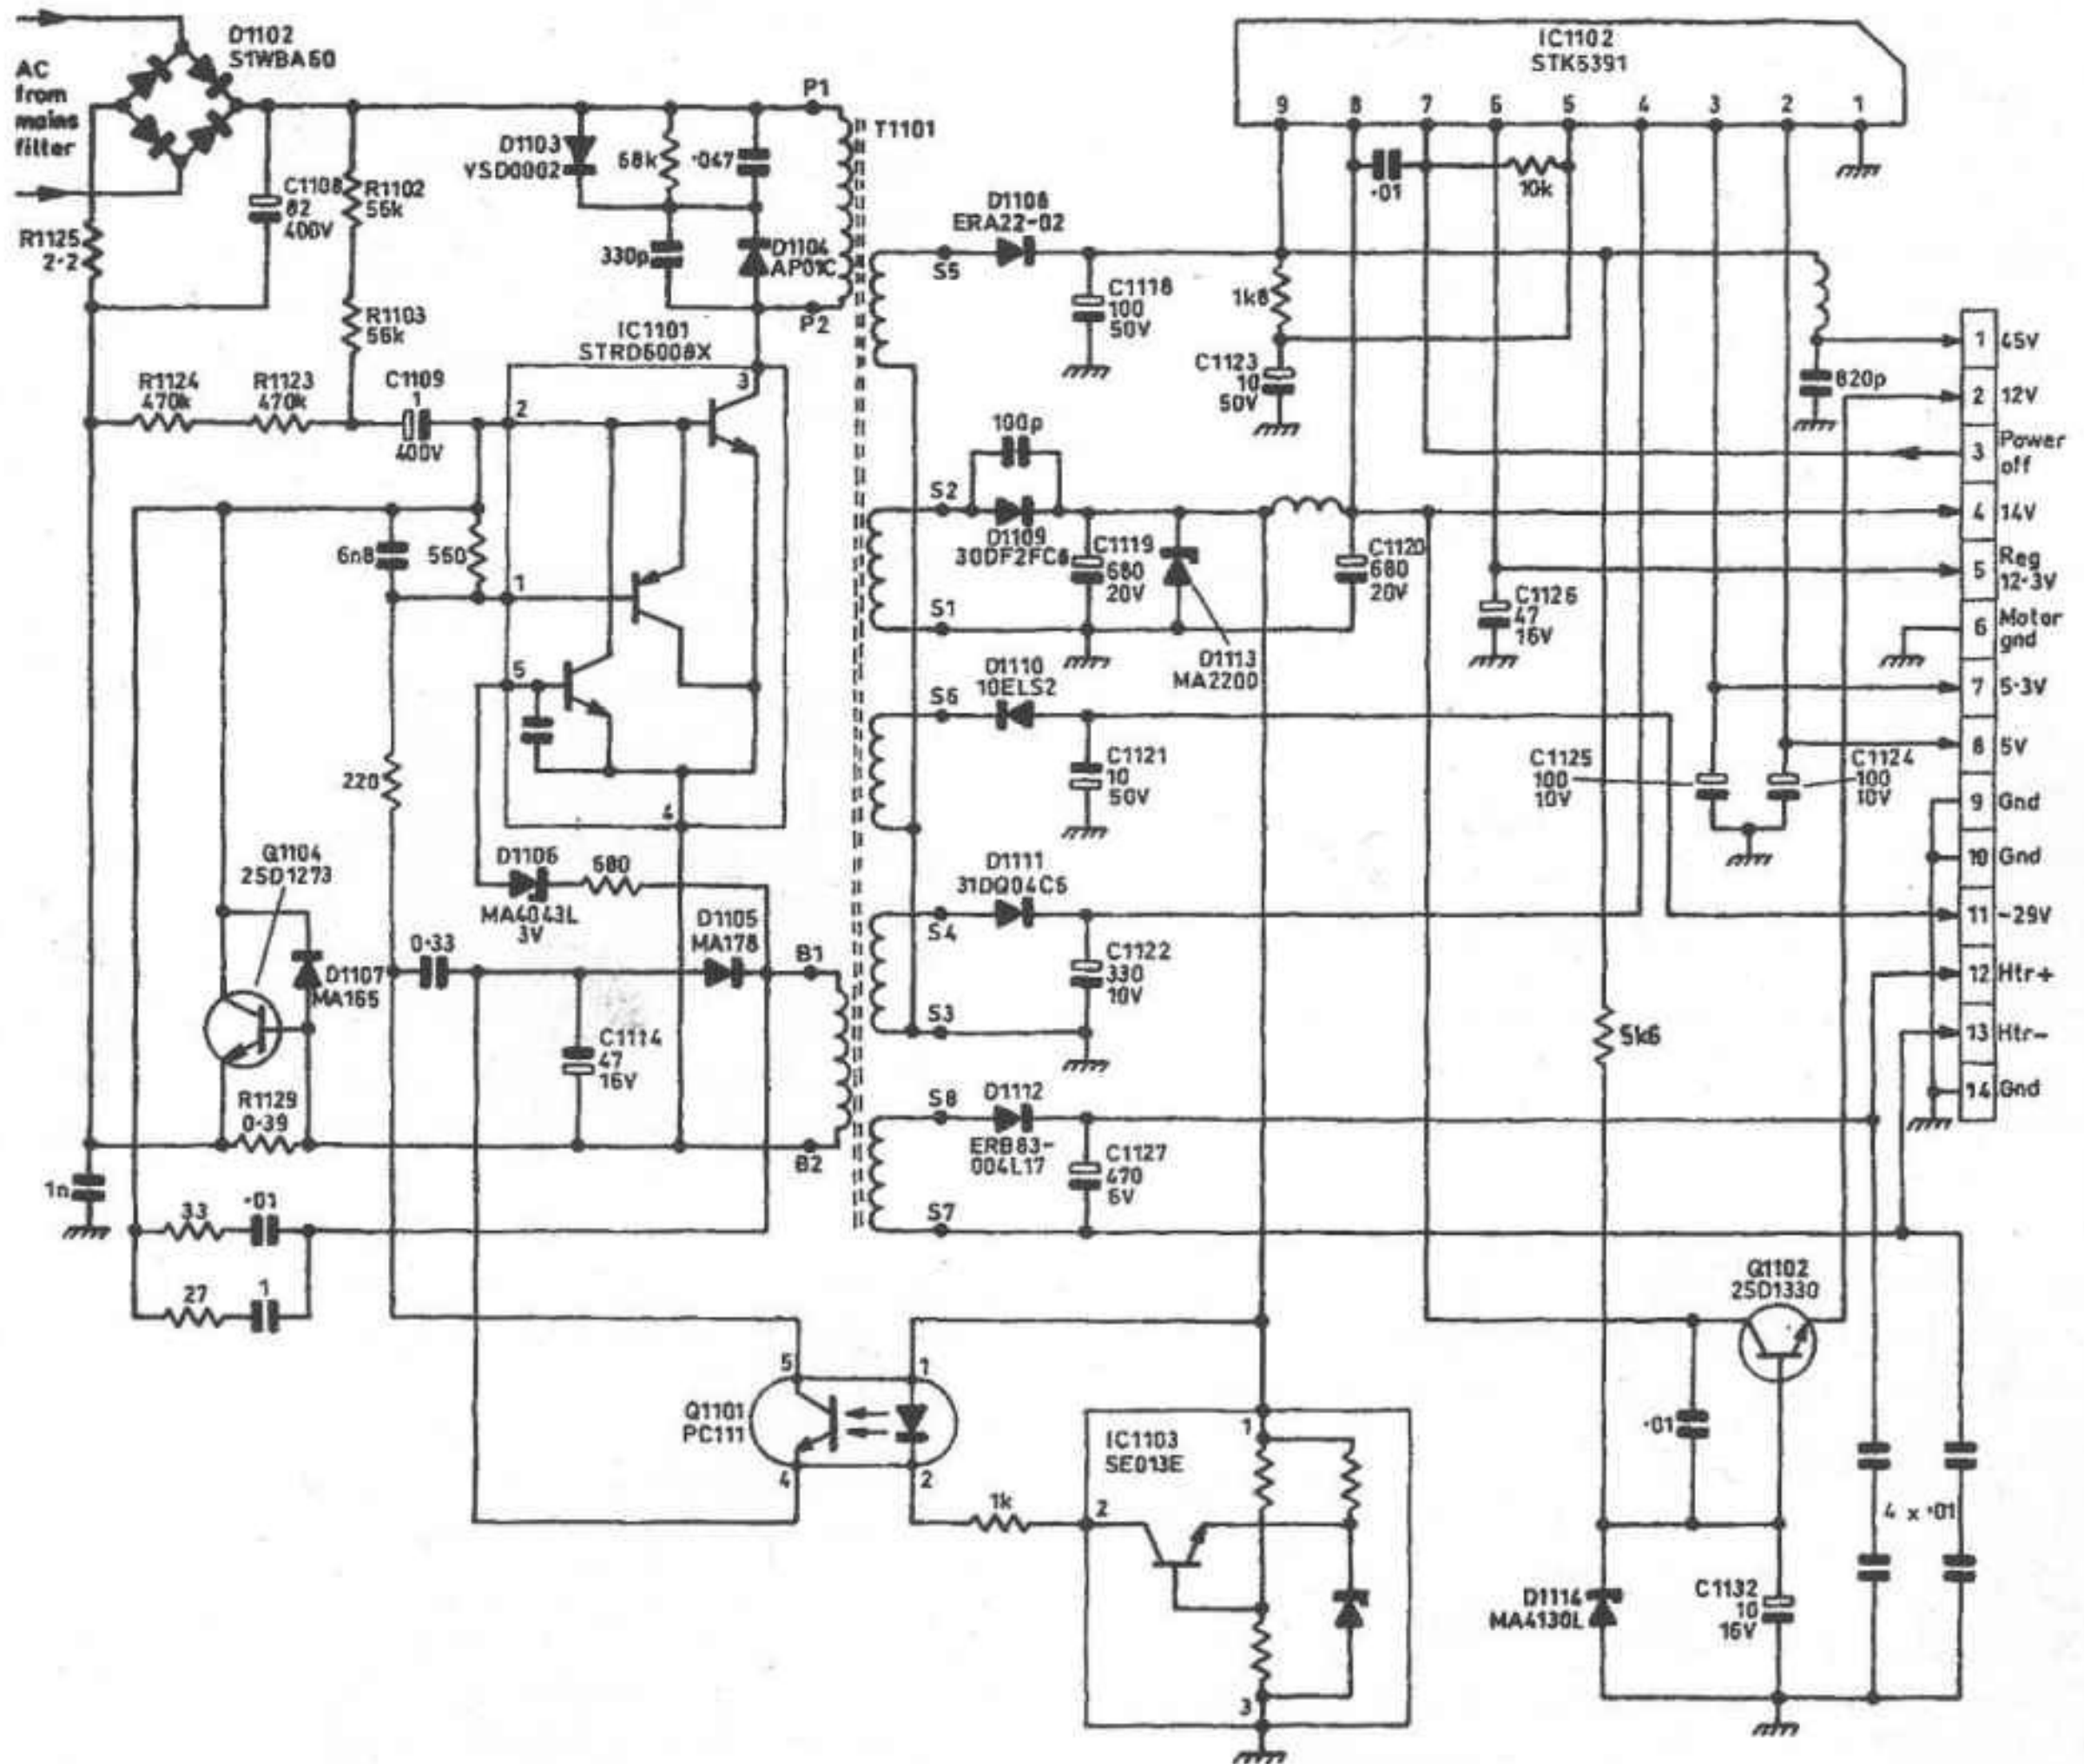 AC
from
mains
filter
D1102
S1WBA60
C1108
82
400V
R1102
56k
R1125
2·2
R1103
56k
D1103
VSD0002
68k
·047
330p
D1104
AP01C
P1
P2
T1101
IC1101
STRD6008X
R1124
470k
R1123
470k
C1109
1
400V
2
3
6n8
560
1
5
4
220
Q1104
2SD1273
D1106
MA4043L
3V
680
D1105
MA178
B1
B2
D1107
MA165
0·33
C1114
47
16V
R1129
0·39
1n
33
·01
27
1
Q1101
PC111
5
1
4
2
1k
IC1103
SE013E
1
2
3
S5
D1108
ERA22-02
C1118
100
50V
1k8
C1123
10
50V
100p
S2
D1109
30DF2FC6
C1119
680
20V
S1
D1113
MA2200
C1120
680
20V
S6
D1110
10ELS2
C1121
10
50V
D1111
31DQ04C5
S4
C1122
330
10V
S3
S8
D1112
ERB83-
004L17
C1127
470
6V
S7
IC1102
STK5391
9 8 7 6 5 4 3 2 1
·01
10k
820p
C1126
47
16V
C1125
100
10V
C1124
100
10V
5k6
Q1102
2SD1330
·01
D1114
MA4130L
C1132
10
16V
4 x ·01
1 45V
2 12V
3 Power off
4 14V
5 Reg 12·3V
6 Motor gnd
7 5·3V
8 5V
9 Gnd
10 Gnd
11 -29V
12 Htr+
13 Htr-
14 Gnd